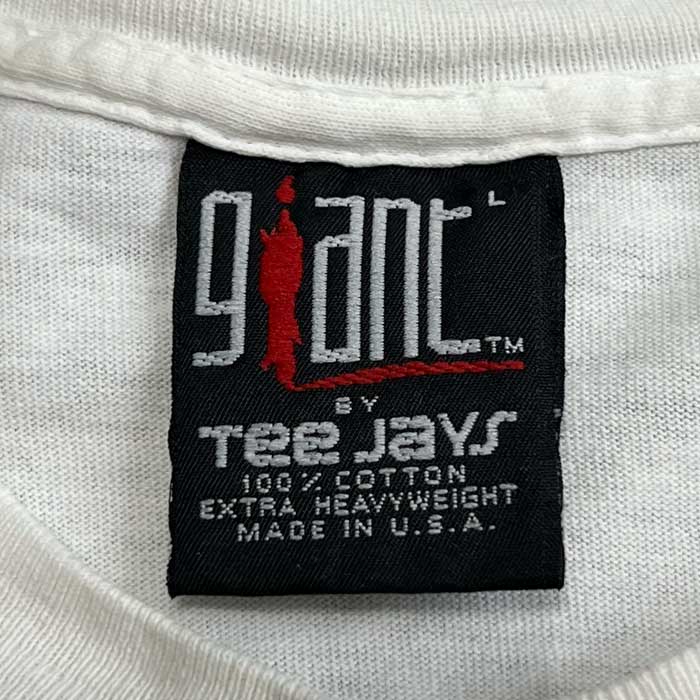 giant L
TM
BY
Tee Jays
100% COTTON
EXTRA HEAVYWEIGHT
MADE IN U.S.A.